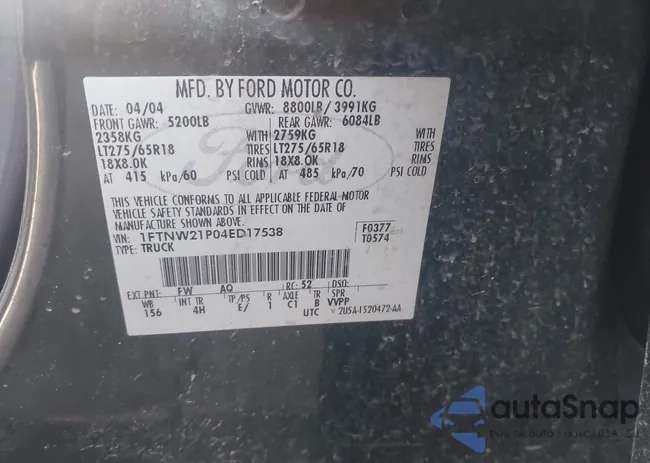 MFD. BY FORD MOTOR CO.
DATE: 04/04 GVWR: 8800LB/ 3991KG
FRONT GAWR: 5200LB REAR GAWR: 6084LB
2358KG WITH 2759KG WITH
LT275/65R18 TIRES LT275/65R18 TIRES
18X8.0K RIMS 18X8.0K RIMS
AT 415 kPa/60 PSI COLD AT 485 kPa/70 PSI COLD
THIS VEHICLE CONFORMS TO ALL APPLICABLE FEDERAL MOTOR
VEHICLE SAFETY STANDARDS IN EFFECT ON THE DATE OF
MANUFACTURE SHOWN ABOVE.
VIN: 1FTNW21P04ED17538 F0377
TYPE: TRUCK T0574
EXT PNT: FW AQ RC: 52 DSO:
WB INT TR TP/PS R AXLE TR SPR
156 4H E/ 1 C1 B VVPP
UTC 2U5A-1520472-AA
Ford
autoSnap